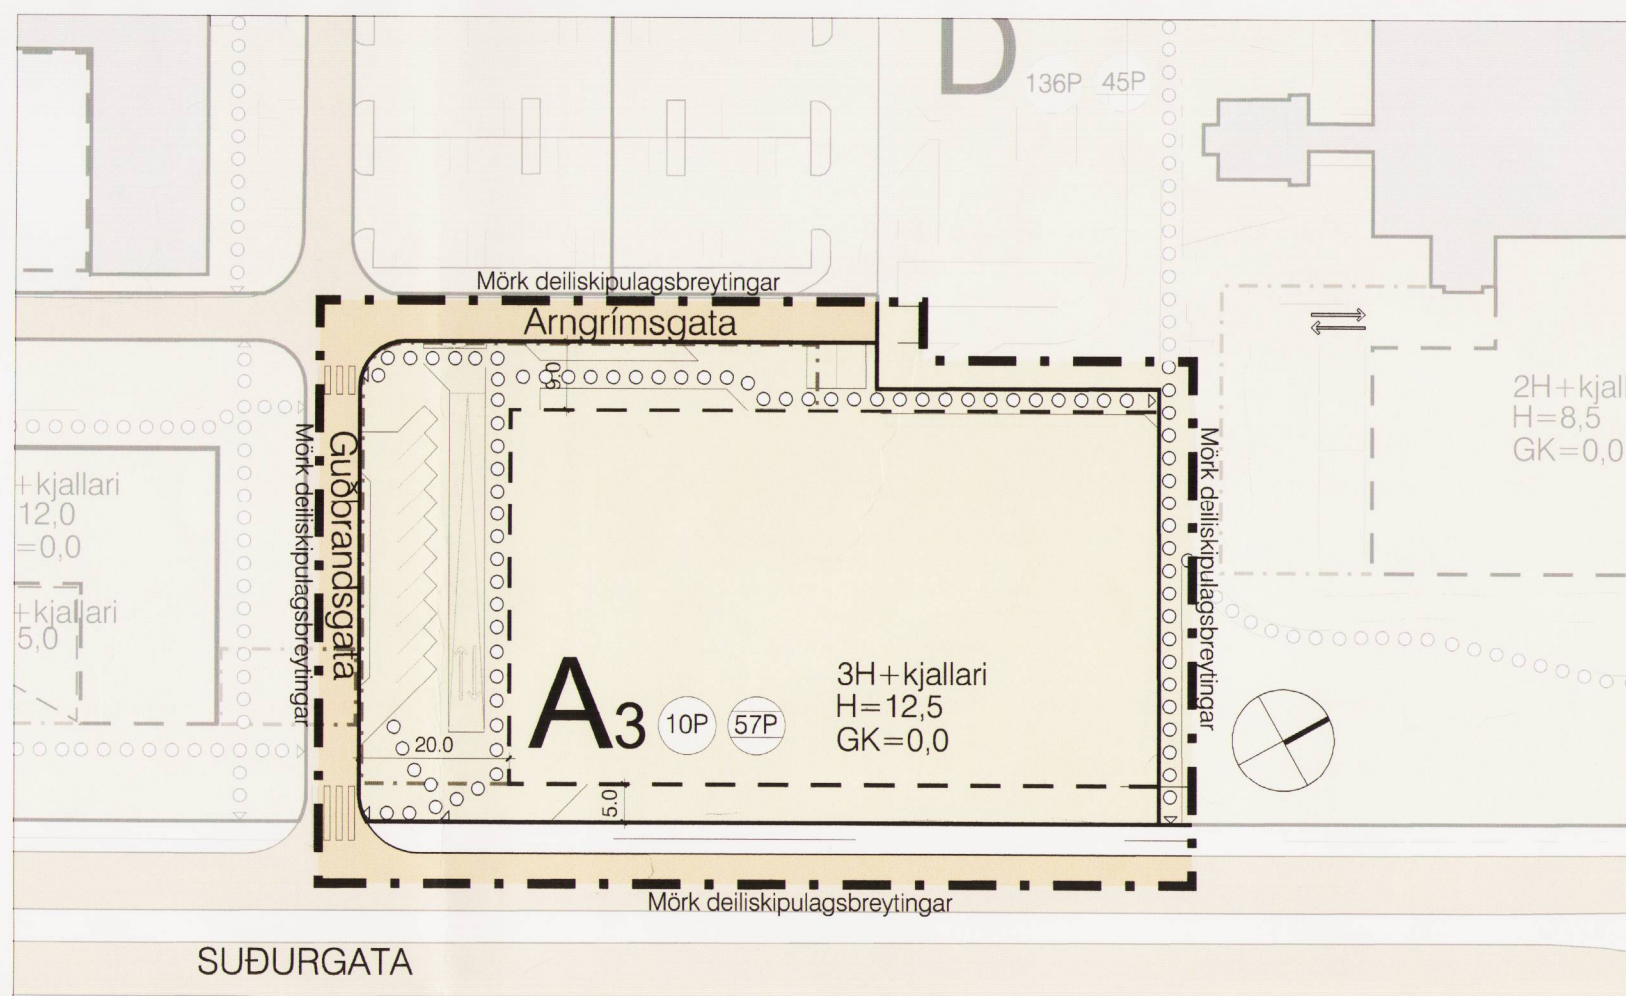 D
136P
45P
Mörk deiliskipulagsbreytingar
Arngrímsgata
9.0
Guðbrandsgata
Mörk deiliskipulagsbreytingar
Mörk deiliskipulagsbreytingar
2H+kjal
H=8,5
GK=0,0
+kjallari
12,0
=0,0
+kjallari
5,0
A3
10P
57P
3H+kjallari
H=12,5
GK=0,0
20.0
5.0
Mörk deiliskipulagsbreytingar
SUÐURGATA